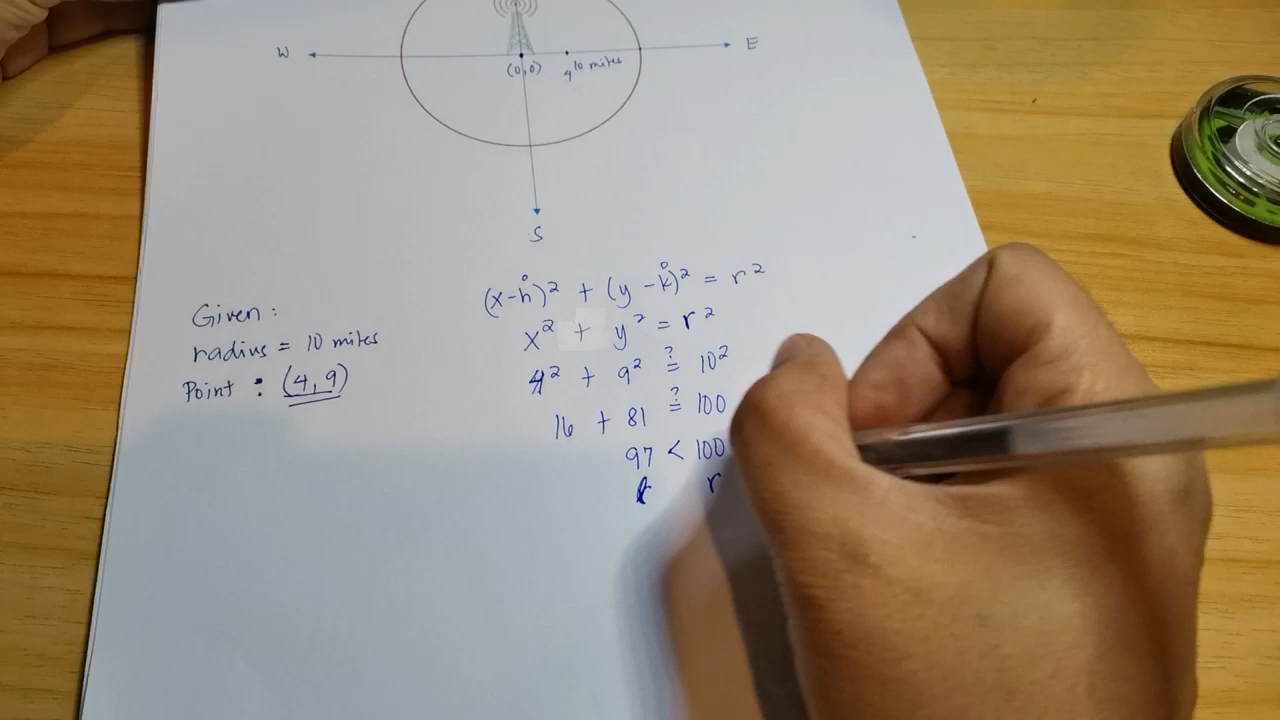 W
E
(0,0)
4 10 miles
S
Given:
radius = 10 miles
Point : (4,9)
(x-h)² + (y-k)² = r²
x² + y² = r²
4² + 9² ≟ 10²
16 + 81 ≟ 100
97 < 100
r